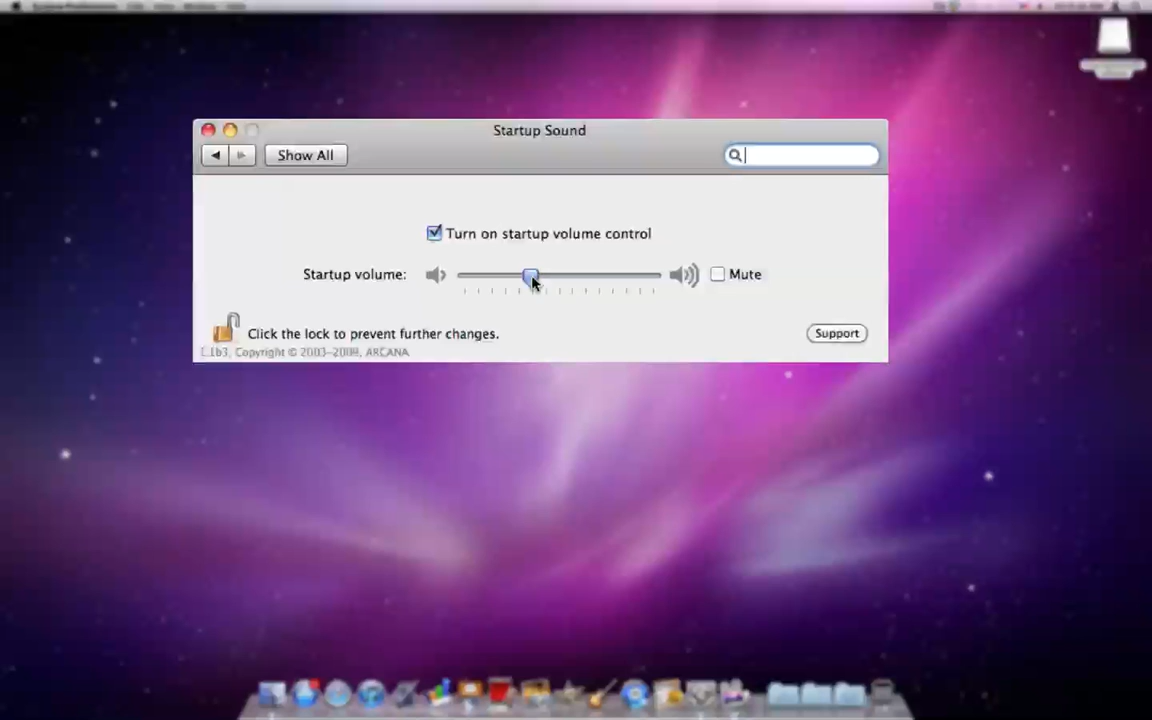 Startup Sound
Show All
Turn on startup volume control
Startup volume:
Mute
Click the lock to prevent further changes.
Support
Copyright © 2003-2009, ARCANA